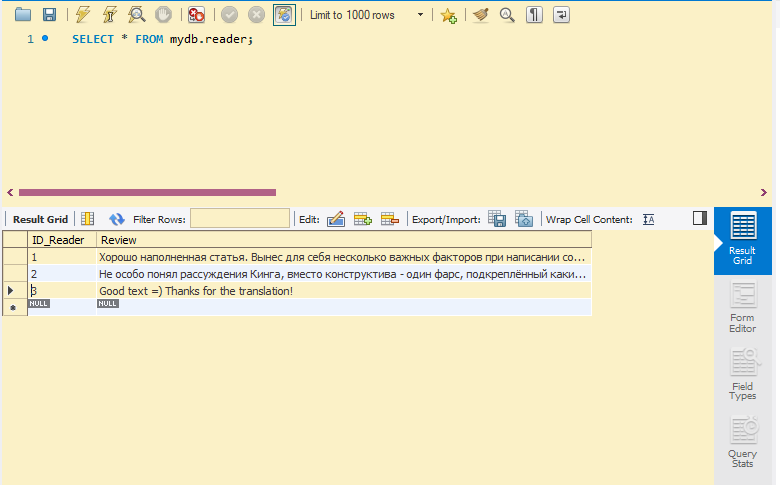 Limit to 1000 rows
1 SELECT * FROM mydb.reader;
Result Grid Filter Rows: Edit: Export/Import: Wrap Cell Content: IA
ID_Reader Review
1 Хорошо наполненная статья. Вынес для себя несколько важных факторов при написании со...
2 Не особо понял рассуждения Кинга, вместо конструктива - один фарс, подкреплённый каки...
3 Good text =) Thanks for the translation!
NULL NULL
Result
Grid
Form
Editor
Field
Types
Query
Stats